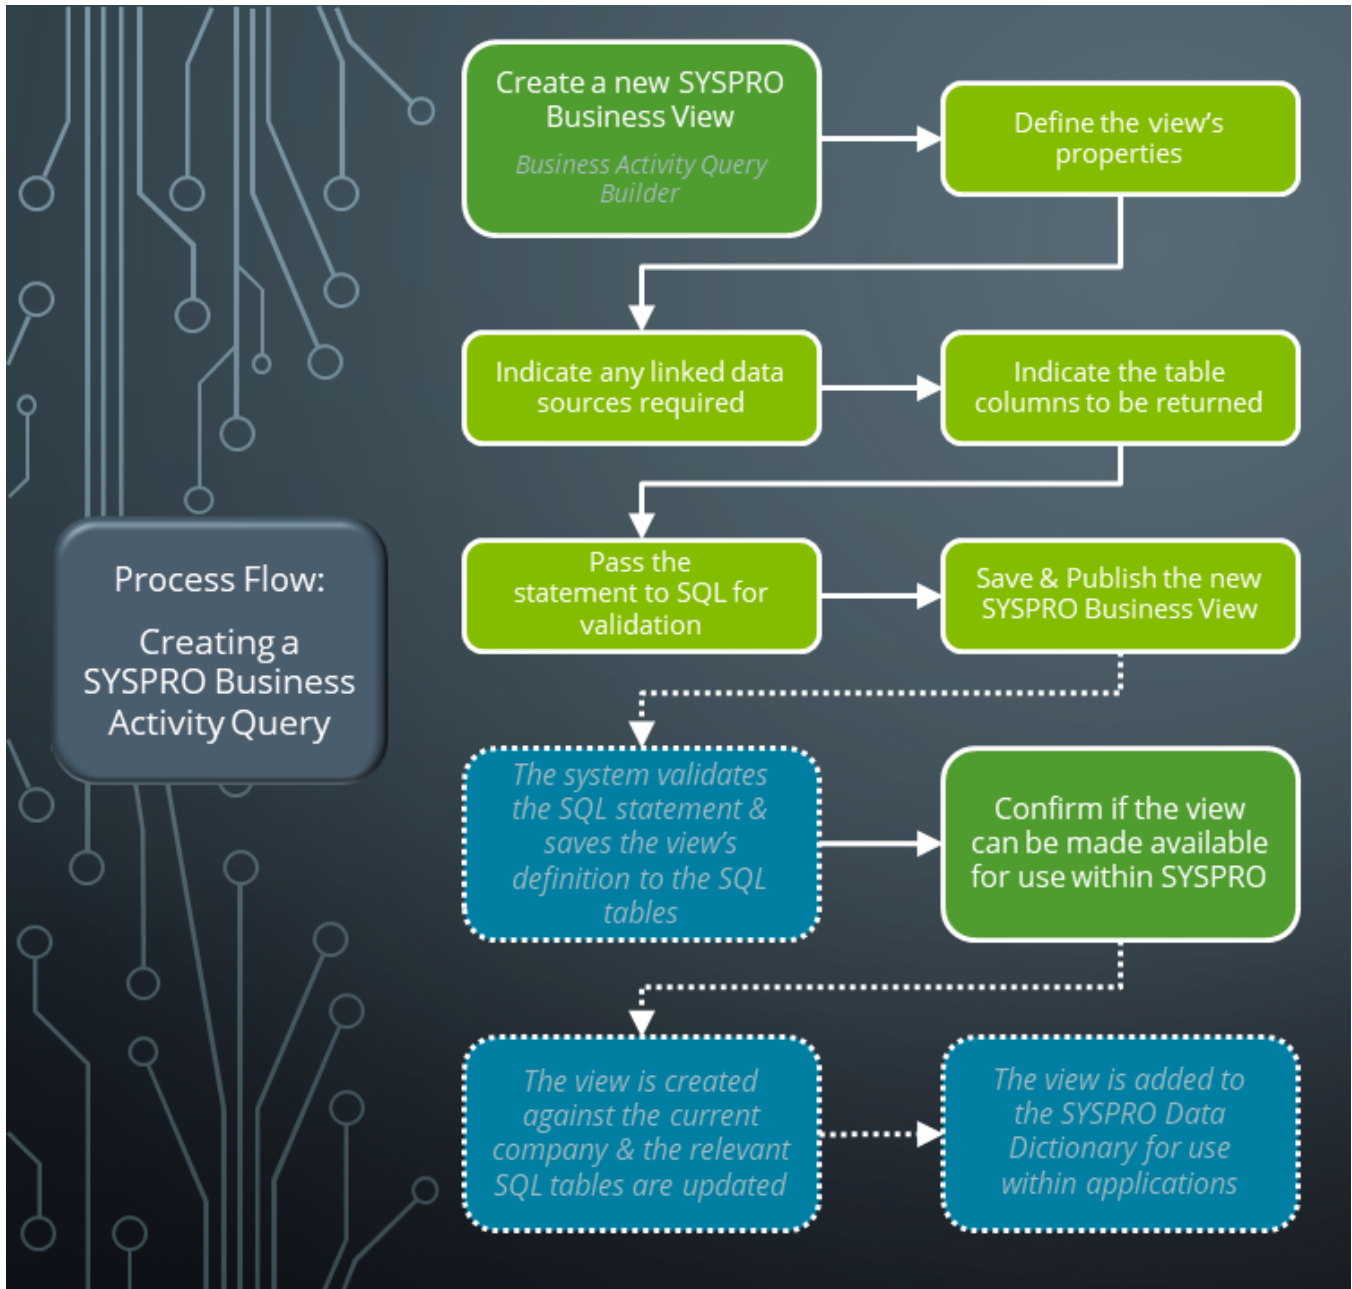 Create a new SYSPRO
Business View
Business Activity Query
Builder
Define the view’s
properties
Indicate any linked data
sources required
Indicate the table
columns to be returned
Pass the
statement to SQL for
validation
Save & Publish the new
SYSPRO Business View
Process Flow:
Creating a
SYSPRO Business
Activity Query
The system validates
the SQL statement &
saves the view’s
definition to the SQL
tables
Confirm if the view
can be made available
for use within SYSPRO
The view is created
against the current
company & the relevant
SQL tables are updated
The view is added to
the SYSPRO Data
Dictionary for use
within applications